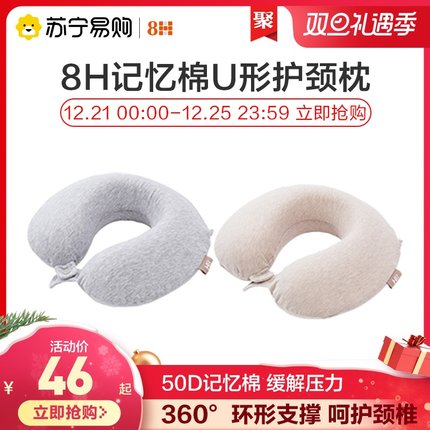 苏宁易购 8H
聚
双旦礼遇季
8H记忆棉U形护颈枕
12.21 00:00-12.25 23:59 立即抢购
活动价
¥46起
立即抢购
50D记忆棉 缓解压力
360° 环形支撑 呵护颈椎